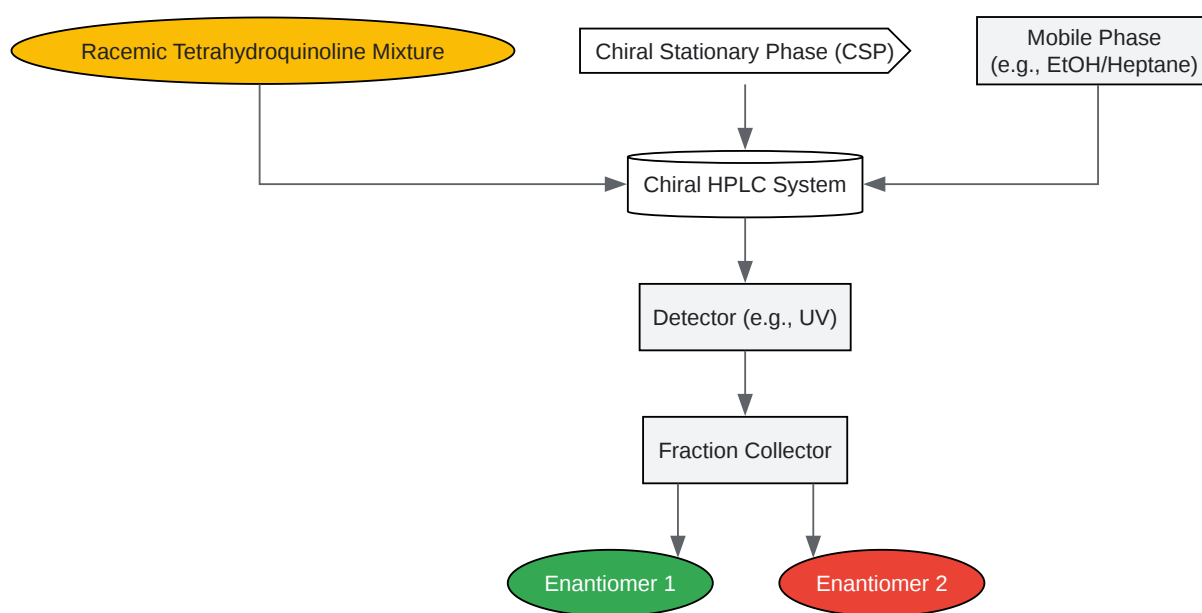 Racemic Tetrahydroquinoline Mixture
Chiral Stationary Phase (CSP)
Mobile Phase
(e.g., EtOH/Heptane)
Chiral HPLC System
Detector (e.g., UV)
Fraction Collector
Enantiomer 1
Enantiomer 2